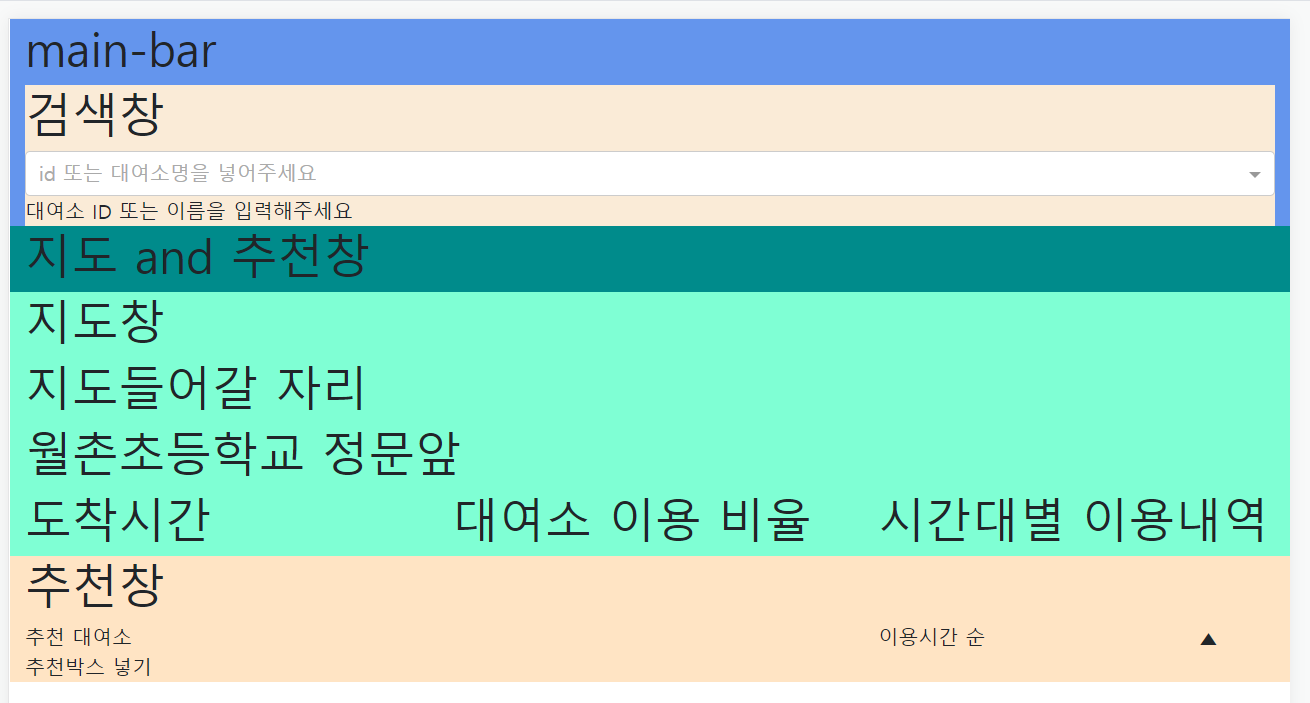 main-bar
검색창
id 또는 대여소명을 넣어주세요
대여소 ID 또는 이름을 입력해주세요
지도 and 추천창
지도창
지도들어갈 자리
월촌초등학교 정문앞
도착시간 대여소 이용 비율 시간대별 이용내역
추천창
추천 대여소 이용시간 순 ▲
추천박스 넣기